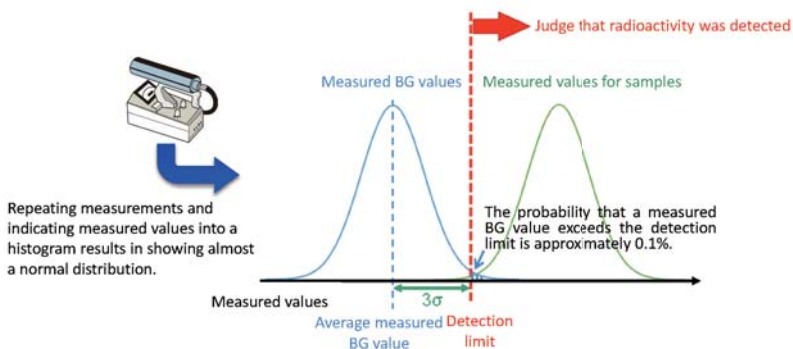 Judge that radioactivity was detected
Measured BG values
Measured values for samples
Repeating measurements and
indicating measured values into a
histogram results in showing almost
a normal distribution.
The probability that a measured
BG value exceeds the detection
limit is approximately 0.1%.
Measured values
3σ
Average measured
BG value
Detection
limit